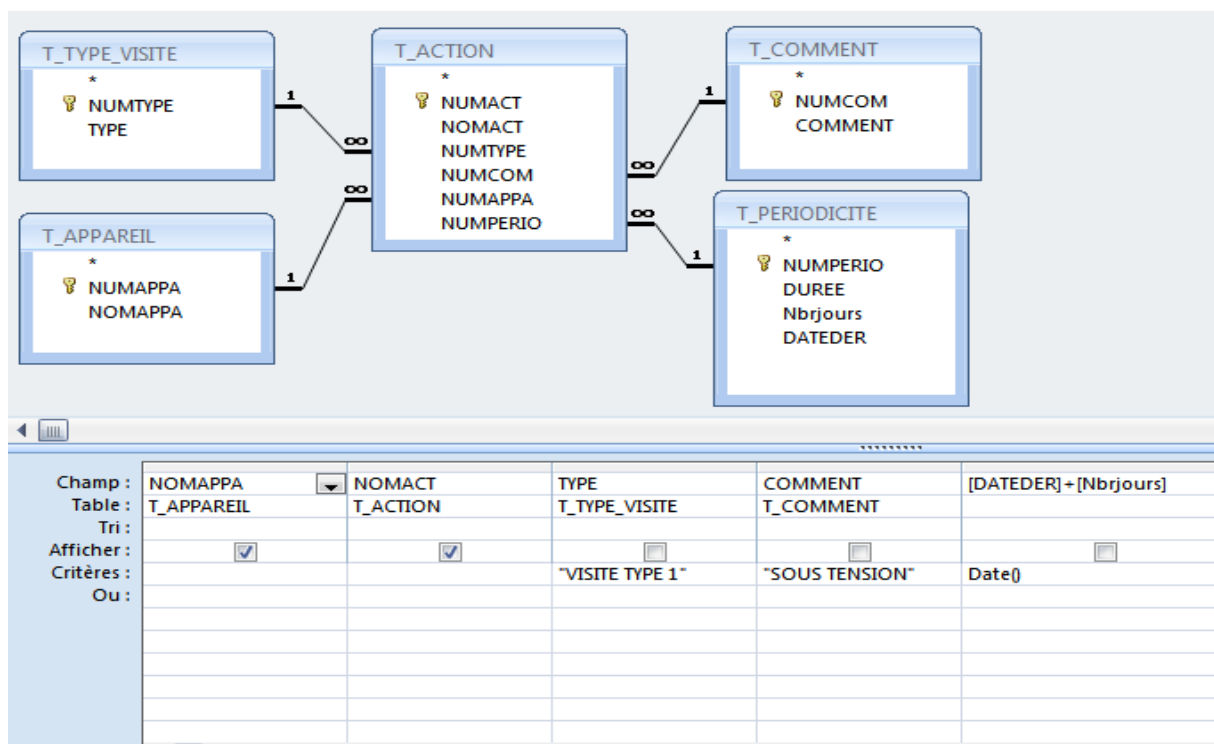 T_TYPE_VISITE
*
NUMTYPE
TYPE
1
∞
T_ACTION
*
NUMACT
NOMACT
NUMTYPE
NUMCOM
NUMAPPA
NUMPERIO
T_COMMENT
*
NUMCOM
COMMENT
1
∞
T_APPAREIL
*
NUMAPPA
NOMAPPA
1
∞
T_PERIODICITE
*
NUMPERIO
DUREE
Nbrjours
DATEDER
1
∞
Champ : NOMAPPA NOMACT TYPE COMMENT [DATEDER]+[Nbrjours]
Table : T_APPAREIL T_ACTION T_TYPE_VISITE T_COMMENT
Tri :
Afficher :
Critères : "VISITE TYPE 1" "SOUS TENSION" Date()
Ou :